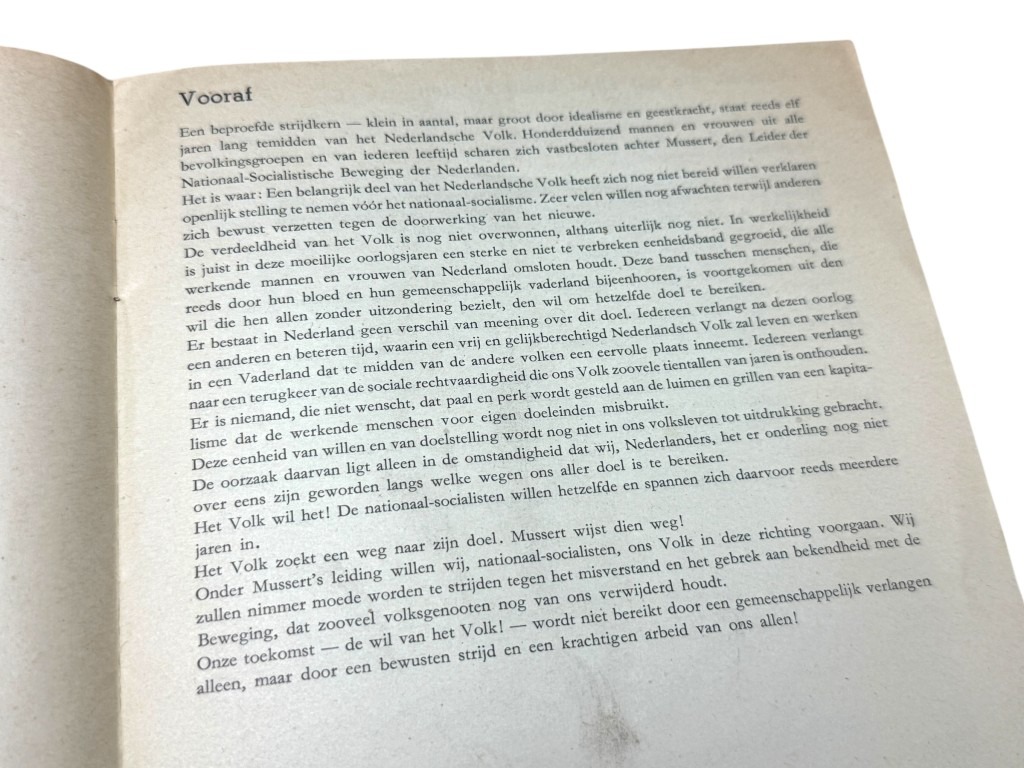 Vooraf
Een beproefde strijdkern — klein in aantal, maar groot door idealisme en geestkracht, staat reeds elf
jaren lang temidden van het Nederlandsche Volk. Honderdduizend mannen en vrouwen uit alle
bevolkingsgroepen en van iederen leeftijd scharen zich vastbesloten achter Mussert, den Leider der
Nationaal-Socialistische Beweging der Nederlanden.
Het is waar: Een belangrijk deel van het Nederlandsche Volk heeft zich nog niet bereid willen verklaren
openlijk stelling te nemen vóór het nationaal-socialisme. Zeer velen willen nog afwachten terwijl anderen
zich bewust verzetten tegen de doorwerking van het nieuwe.
De verdeeldheid van het Volk is nog niet overwonnen, althans uiterlijk nog niet. In werkelijkheid
is juist in deze moeilijke oorlogsjaren een sterke en niet te verbreken eenheidsband gegroeid, die alle
werkende mannen en vrouwen van Nederland omsloten houdt. Deze band tusschen menschen, die
reeds door hun bloed en hun gemeenschappelijk vaderland bijeenhooren, is voortgekomen uit den
wil die hen allen zonder uitzondering bezielt, den wil om hetzelfde doel te bereiken.
Er bestaat in Nederland geen verschil van meening over dit doel. Iedereen verlangt na dezen oorlog
een anderen en beteren tijd, waarin een vrij en gelijkberechtigd Nederlandsch Volk zal leven en werken
in een Vaderland dat te midden van de andere volken een eervolle plaats inneemt. Iedereen verlangt
naar een terugkeer van de sociale rechtvaardigheid die ons Volk zoovele tientallen van jaren is onthouden.
Er is niemand, die niet wenscht, dat paal en perk wordt gesteld aan de luimen en grillen van een kapita-
lisme dat de werkende menschen voor eigen doeleinden misbruikt.
Deze eenheid van willen en van doelstelling wordt nog niet in ons volksleven tot uitdrukking gebracht.
De oorzaak daarvan ligt alleen in de omstandigheid dat wij, Nederlanders, het er onderling nog niet
over eens zijn geworden langs welke wegen ons aller doel is te bereiken.
Het Volk wil het! De nationaal-socialisten willen hetzelfde en spannen zich daarvoor reeds meerdere
jaren in.
Het Volk zoekt een weg naar zijn doel. Mussert wijst dien weg!
Onder Mussert's leiding willen wij, nationaal-socialisten, ons Volk in deze richting voorgaan. Wij
zullen nimmer moede worden te strijden tegen het misverstand en het gebrek aan bekendheid met de
Beweging, dat zooveel volksgenooten nog van ons verwijderd houdt.
Onze toekomst — de wil van het Volk! — wordt niet bereikt door een gemeenschappelijk verlangen
alleen, maar door een bewusten strijd en een krachtigen arbeid van ons allen!